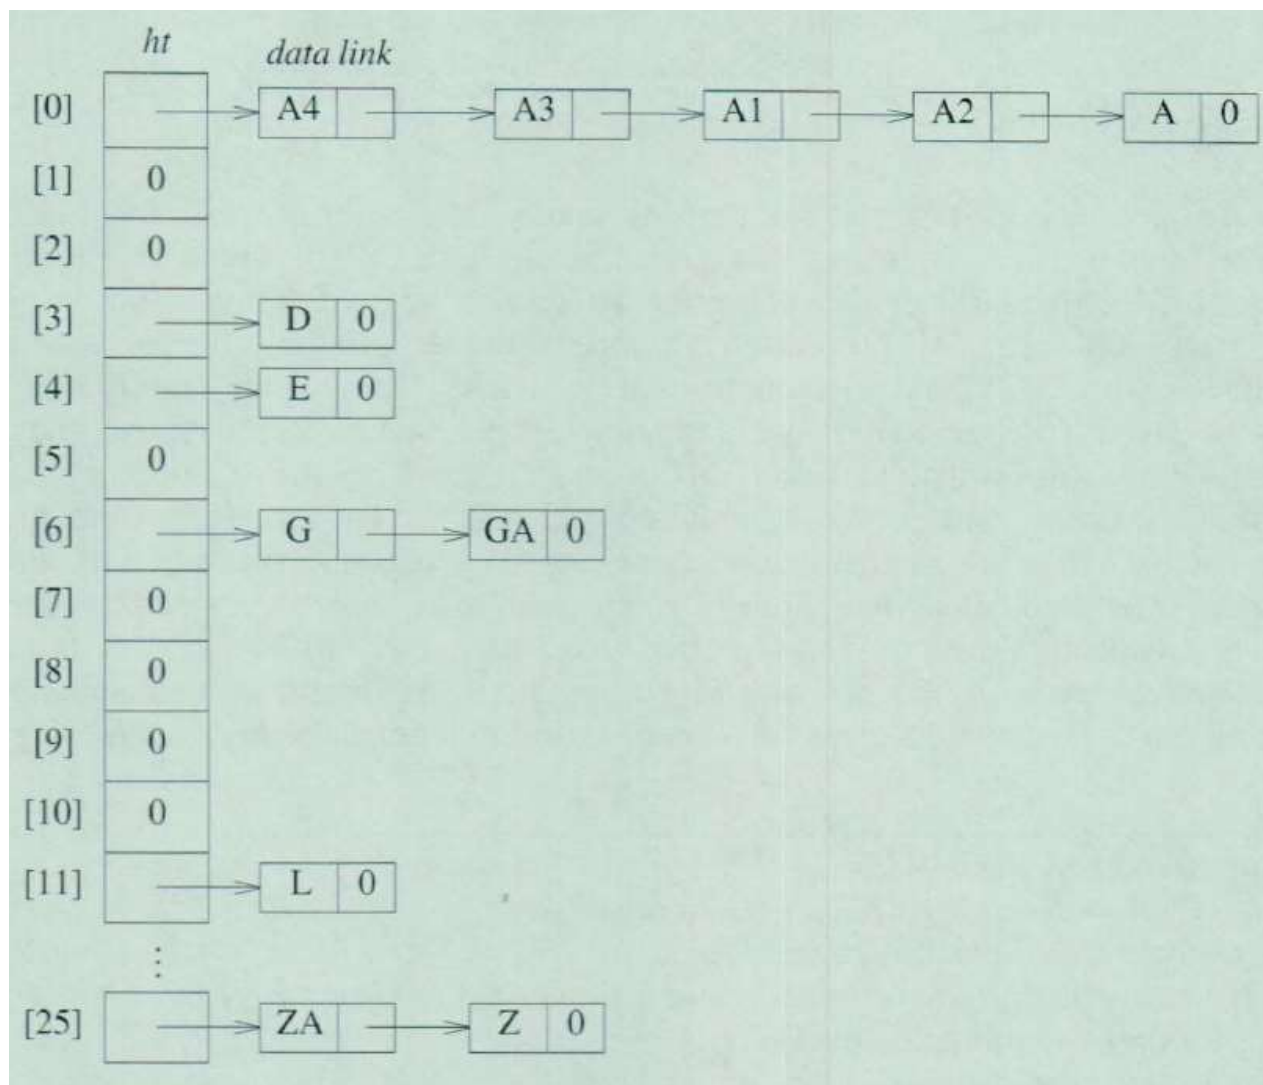 ht
data link
[0] A4 A3 A1 A2 A 0
[1] 0
[2] 0
[3] D 0
[4] E 0
[5] 0
[6] G GA 0
[7] 0
[8] 0
[9] 0
[10] 0
[11] L 0
⋮
[25] ZA Z 0